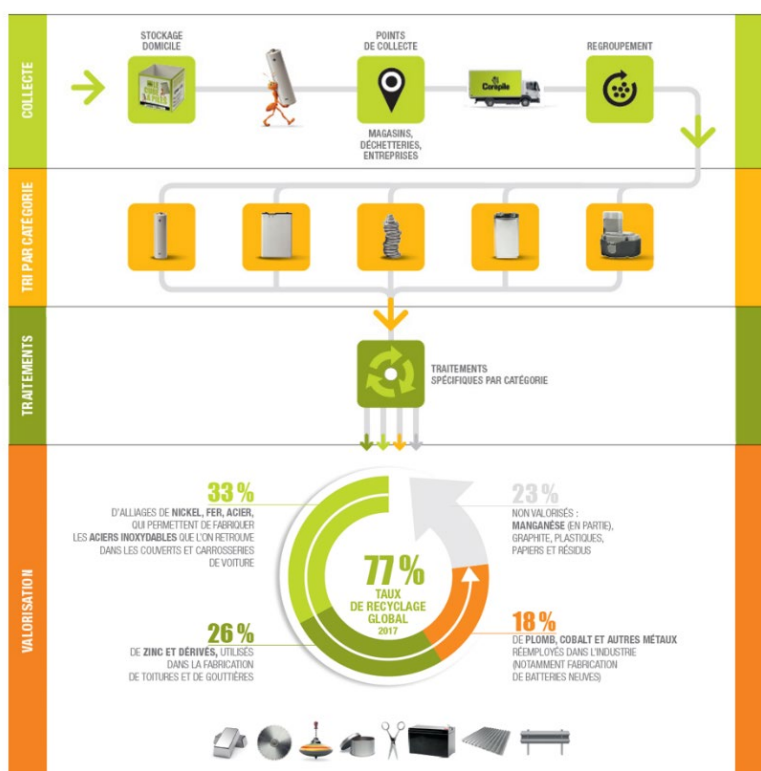 COLLECTE
STOCKAGE
DOMICILE
POINTS
DE COLLECTE
Corepile
REGROUPEMENT
MAGASINS,
DÉCHETTERIES,
ENTREPRISES
TRI PAR CATÉGORIE
TRAITEMENTS
TRAITEMENTS
SPÉCIFIQUES PAR CATÉGORIE
VALORISATION
33 %
D'ALLIAGES DE NICKEL, FER, ACIER,
QUI PERMETTENT DE FABRIQUER
LES ACIERS INOXYDABLES QUE L'ON RETROUVE
DANS LES COUVERTS ET CARROSSERIES
DE VOITURE
23 %
NON VALORISÉS :
MANGANÈSE (EN PARTIE),
GRAPHITE, PLASTIQUES,
PAPIERS ET RÉSIDUS
77 %
TAUX
DE RECYCLAGE
GLOBAL
2017
26 %
DE ZINC ET DÉRIVÉS, UTILISÉS
DANS LA FABRICATION
DE TOITURES ET DE GOUTTIÈRES
18 %
DE PLOMB, COBALT ET AUTRES MÉTAUX
RÉEMPLOYÉS DANS L'INDUSTRIE
(NOTAMMENT FABRICATION
DE BATTERIES NEUVES)